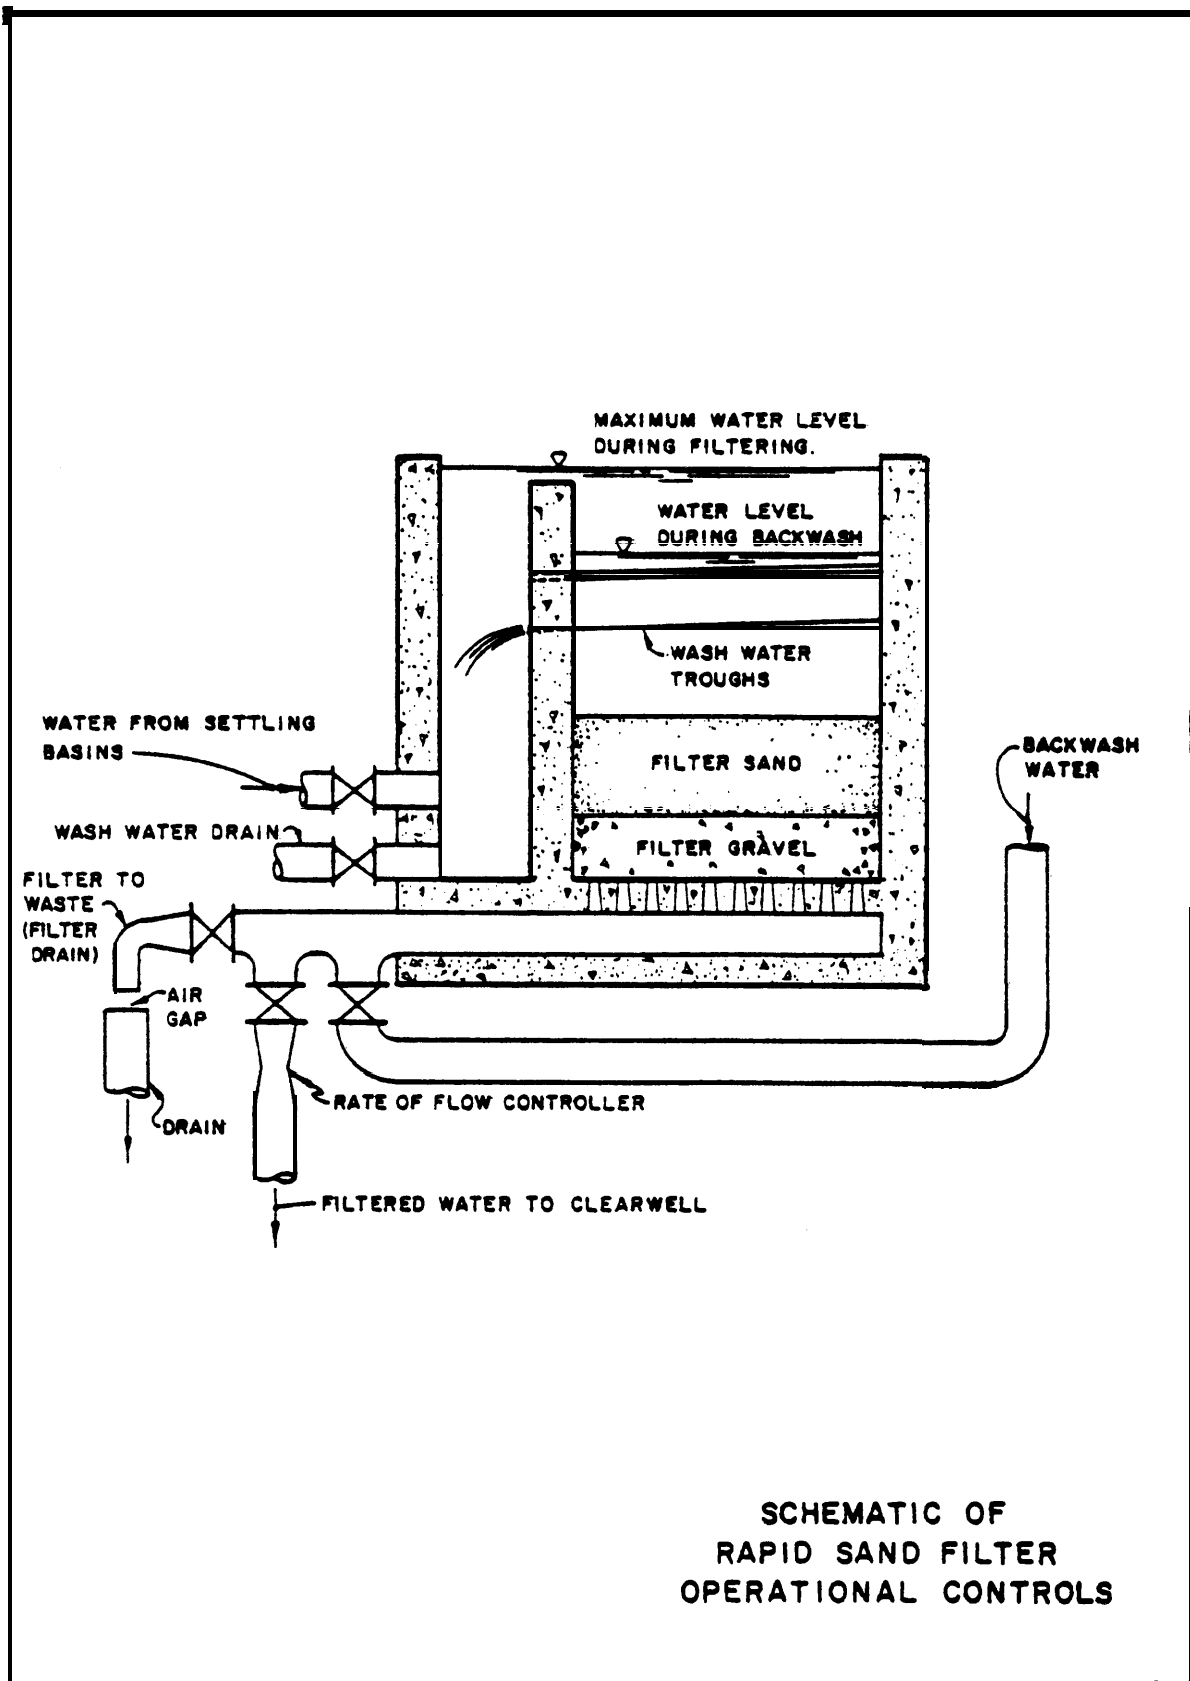 MAXIMUM WATER LEVEL
DURING FILTERING.
WATER LEVEL
DURING BACKWASH
WASH WATER
TROUGHS
WATER FROM SETTLING
BASINS
FILTER SAND
BACKWASH
WATER
WASH WATER DRAIN
FILTER GRAVEL
FILTER TO
WASTE
(FILTER
DRAIN)
AIR
GAP
RATE OF FLOW CONTROLLER
DRAIN
FILTERED WATER TO CLEARWELL
SCHEMATIC OF
RAPID SAND FILTER
OPERATIONAL CONTROLS